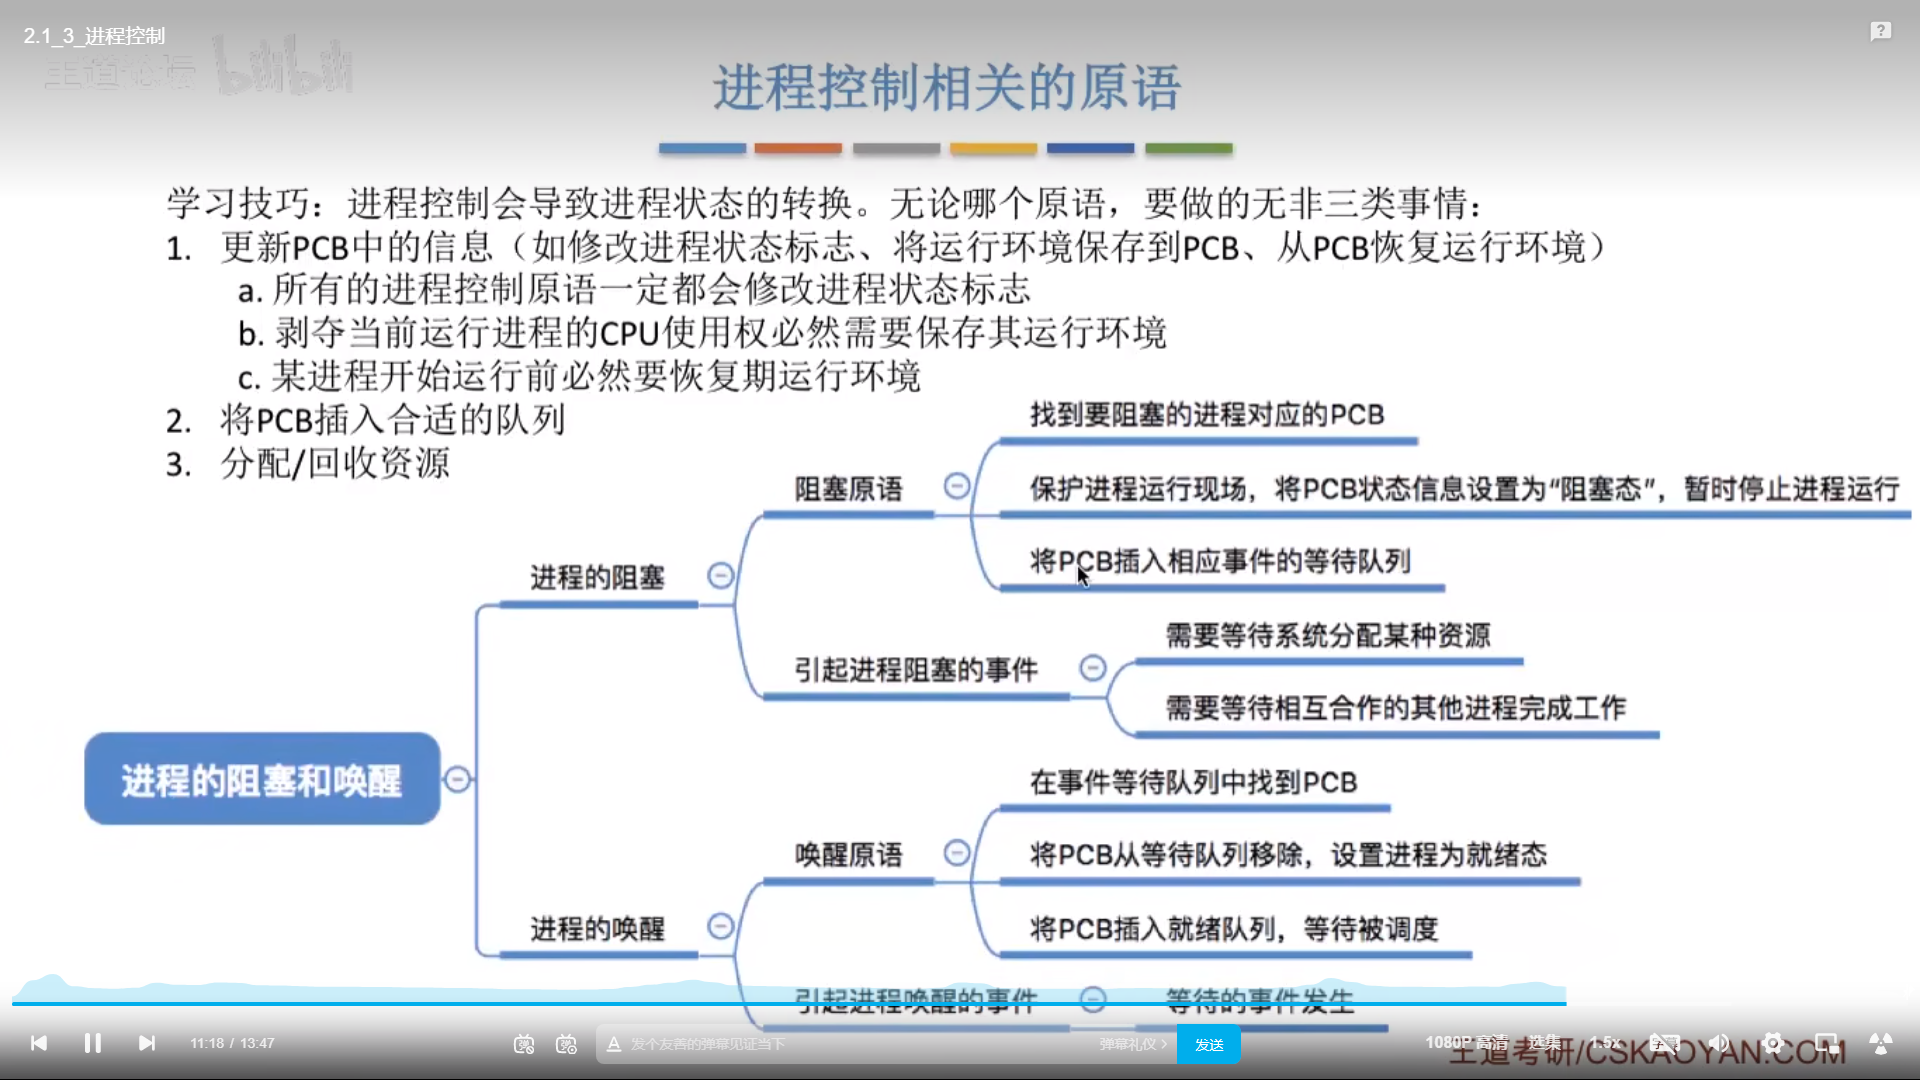 2.1_3_进程控制
王道论坛 bilibili
进程控制相关的原语
学习技巧：进程控制会导致进程状态的转换。无论哪个原语，要做的无非三类事情：
1. 更新PCB中的信息（如修改进程状态标志、将运行环境保存到PCB、从PCB恢复运行环境）
a. 所有的进程控制原语一定都会修改进程状态标志
b. 剥夺当前运行进程的CPU使用权必然需要保存其运行环境
c. 某进程开始运行前必然要恢复期运行环境
2. 将PCB插入合适的队列
3. 分配/回收资源
进程的阻塞和唤醒
进程的阻塞
阻塞原语
找到要阻塞的进程对应的PCB
保护进程运行现场，将PCB状态信息设置为“阻塞态”，暂时停止进程运行
将PCB插入相应事件的等待队列
引起进程阻塞的事件
需要等待系统分配某种资源
需要等待相互合作的其他进程完成工作
进程的唤醒
唤醒原语
在事件等待队列中找到PCB
将PCB从等待队列移除，设置进程为就绪态
将PCB插入就绪队列，等待被调度
引起进程唤醒的事件
等待的事件发生
11:18 / 13:47
发个友善的弹幕见证当下
弹幕礼仪
发送
1080P 高清
选集
1.5x
王道考研/CSKAOYAN.COM